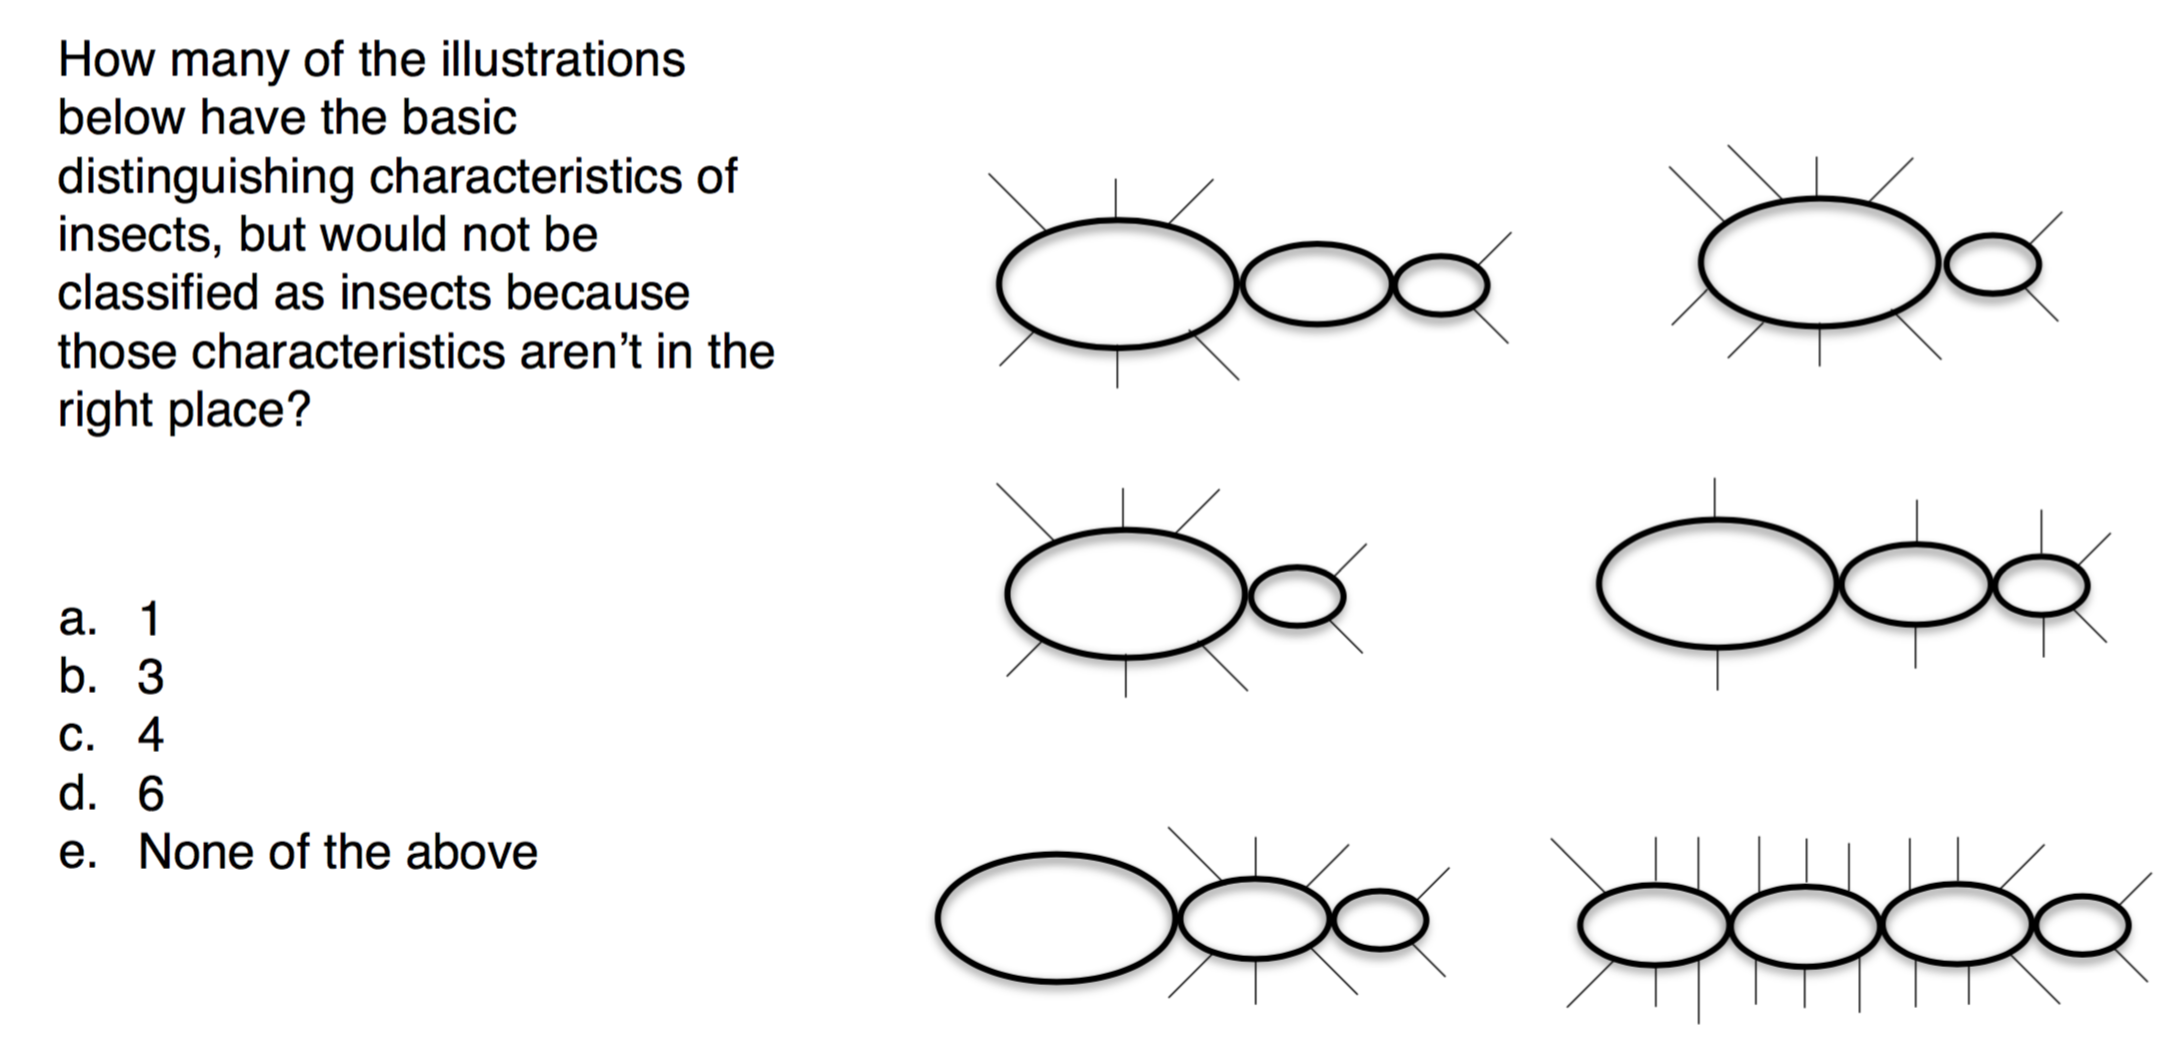 How many of the illustrations
below have the basic
distinguishing characteristics of
insects, but would not be
classified as insects because
those characteristics aren’t in the
right place?
a. 1
b. 3
c. 4
d. 6
e. None of the above